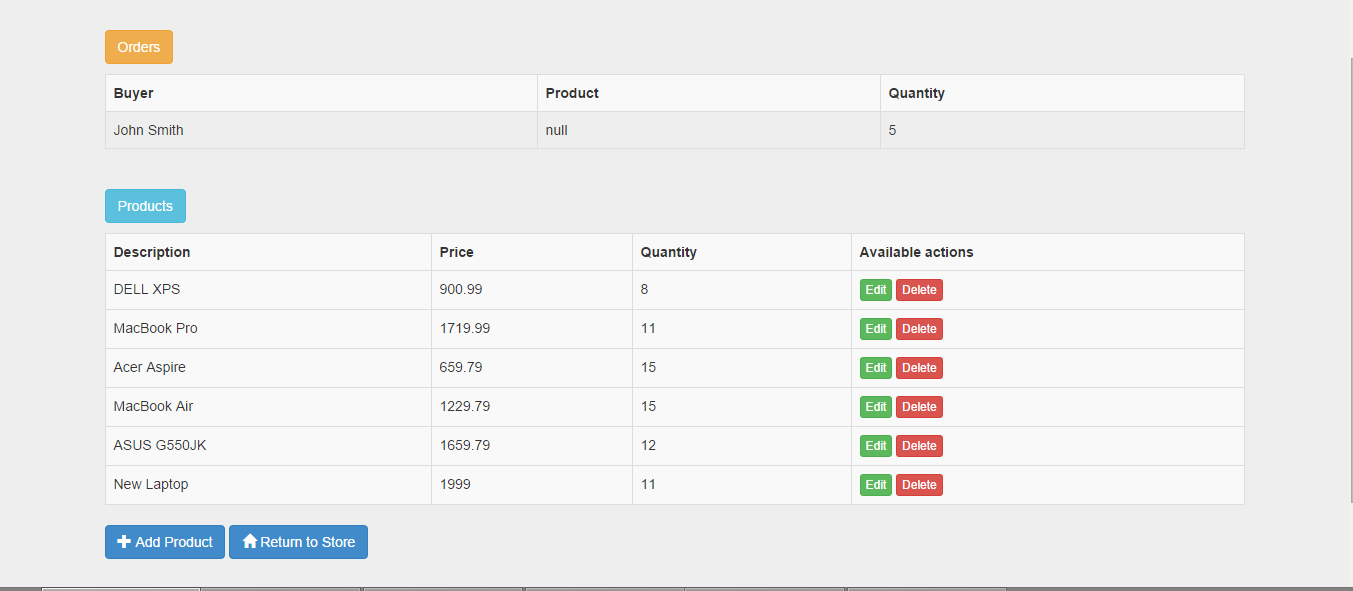 Orders
Buyer Product Quantity
John Smith null 5
Products
Description Price Quantity Available actions
DELL XPS 900.99 8 Edit Delete
MacBook Pro 1719.99 11 Edit Delete
Acer Aspire 659.79 15 Edit Delete
MacBook Air 1229.79 15 Edit Delete
ASUS G550JK 1659.79 12 Edit Delete
New Laptop 1999 11 Edit Delete
Add Product Return to Store